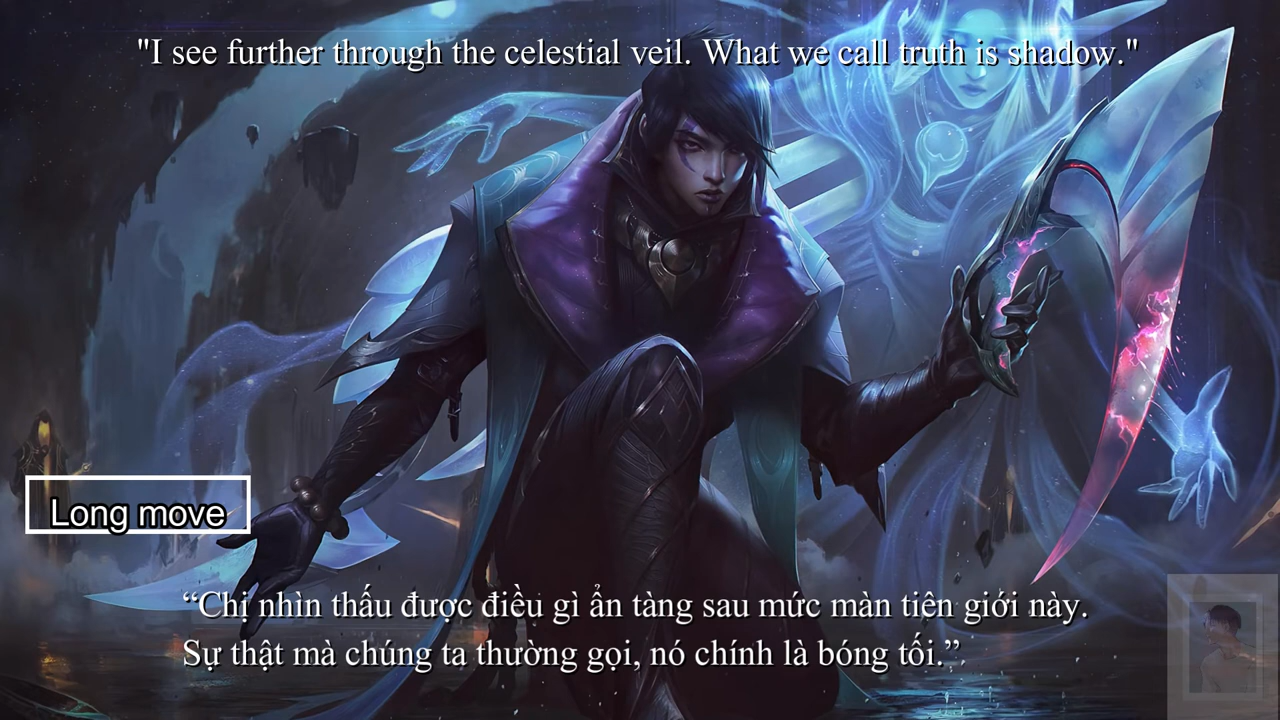 "I see further through the celestial veil. What we call truth is shadow."
Long move
“Chị nhìn thấu được điều gì ẩn tàng sau mức màn tiên giới này.
Sự thật mà chúng ta thường gọi, nó chính là bóng tối.”